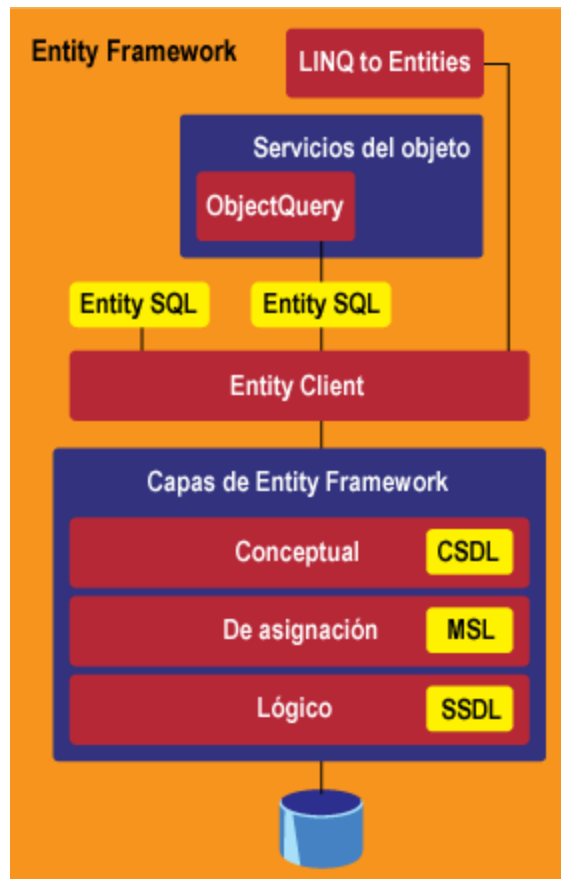 Entity Framework
LINQ to Entities
Servicios del objeto
ObjectQuery
Entity SQL
Entity SQL
Entity Client
Capas de Entity Framework
Conceptual
CSDL
De asignación
MSL
Lógico
SSDL